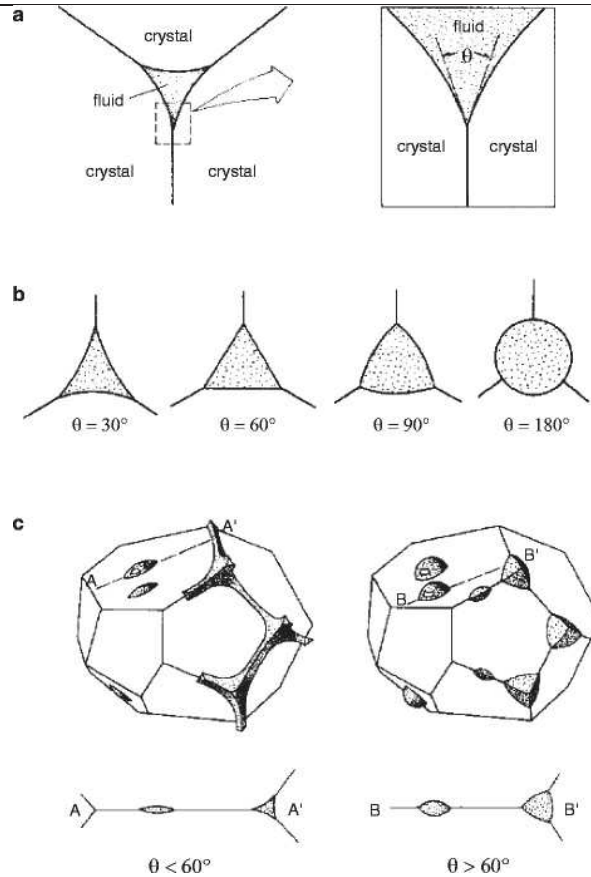 a
crystal
fluid
crystal
crystal
fluid
θ
crystal
crystal
b
θ = 30°
θ = 60°
θ = 90°
θ = 180°
c
A
A'
B
B'
A
A'
B
B'
θ < 60°
θ > 60°